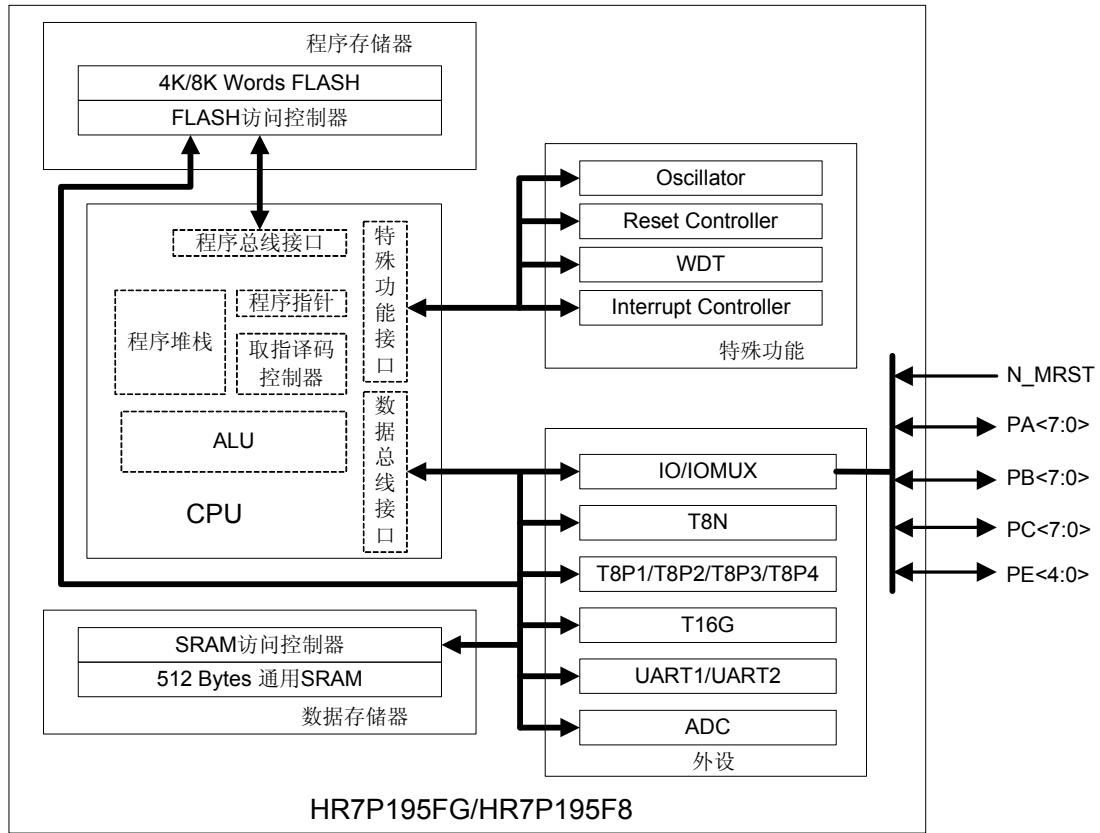 程序存储器
4K/8K Words FLASH
FLASH访问控制器
程序总线接口
特殊功能接口
程序指针
程序堆栈
取指译码
控制器
ALU
数据总线接口
CPU
SRAM访问控制器
512 Bytes 通用SRAM
数据存储器
Oscillator
Reset Controller
WDT
Interrupt Controller
特殊功能
IO/IOMUX
T8N
T8P1/T8P2/T8P3/T8P4
T16G
UART1/UART2
ADC
外设
N_MRST
PA<7:0>
PB<7:0>
PC<7:0>
PE<4:0>
HR7P195FG/HR7P195F8